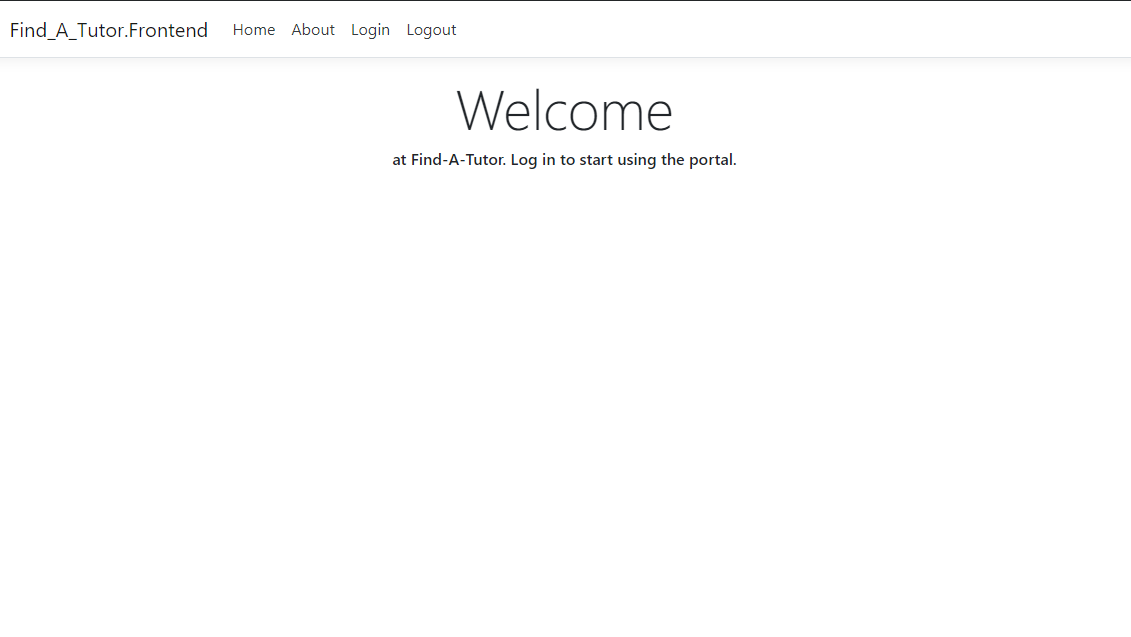 Find_A_Tutor.Frontend Home About Login Logout
Welcome
at Find-A-Tutor. Log in to start using the portal.